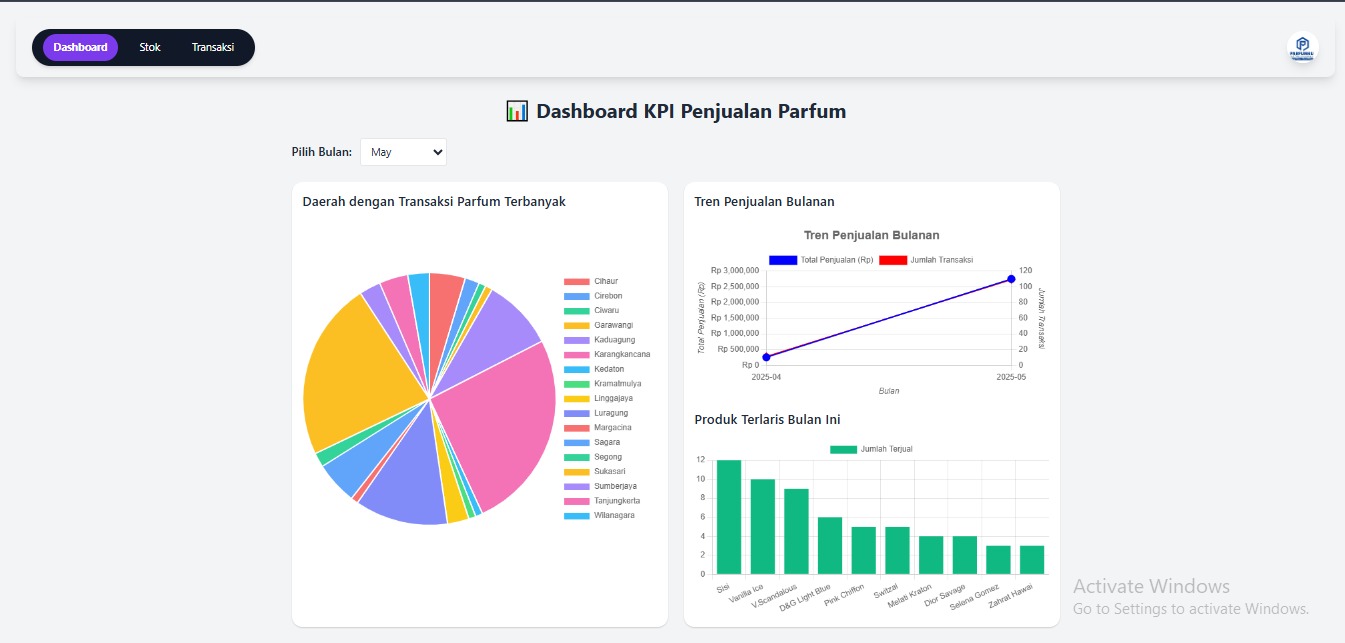 Dashboard Stok Transaksi
PARFUMKU
Dashboard KPI Penjualan Parfum
Pilih Bulan: May
Daerah dengan Transaksi Parfum Terbanyak
Cihaur
Cirebon
Ciwaru
Garawangi
Kaduagung
Karangkancana
Kedaton
Kramatmulya
Linggajaya
Luragung
Margacina
Sagara
Segong
Sukasari
Sumberjaya
Tanjungkerta
Wilanagara
Tren Penjualan Bulanan
Tren Penjualan Bulanan
Total Penjualan (Rp) Jumlah Transaksi
Total Penjualan (Rp)
Rp 3,000,000
Rp 2,500,000
Rp 2,000,000
Rp 1,500,000
Rp 1,000,000
Rp 500,000
Rp 0
120
100
80
60
40
20
0
Jumlah Transaksi
2025-04 2025-05
Bulan
Produk Terlaris Bulan Ini
Jumlah Terjual
12
10
8
6
4
2
0
Sisi
Vanilla Ice
V.Scandalous
D&G Light Blue
Pink Chiffon
Switzal
Melati Kraton
Dior Savage
Selena Gomez
Zahrat Hawai
Activate Windows
Go to Settings to activate Windows.